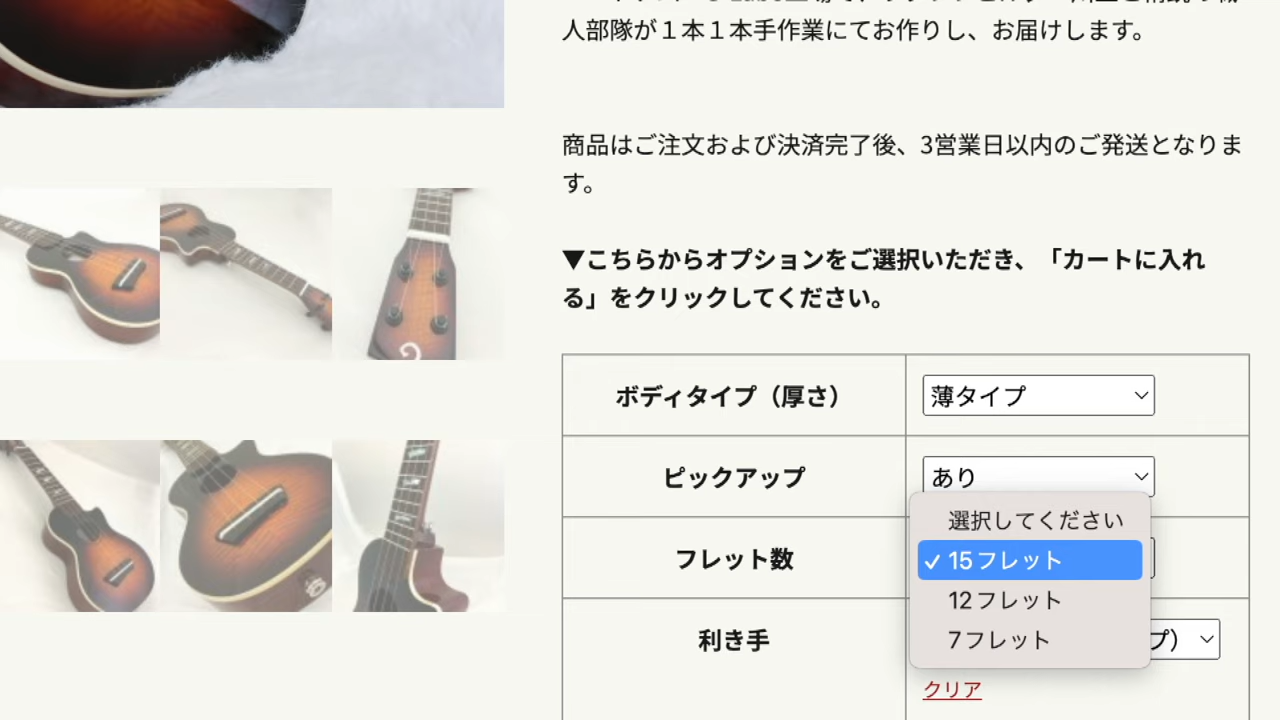 人部隊が１本１本手作業にてお作りし、お届けします。
商品はご注文および決済完了後、3営業日以内のご発送となりま
す。
▼こちらからオプションをご選択いただき、「カートに入れ
る」をクリックしてください。
ボディタイプ（厚さ） 薄タイプ
ピックアップ あり
選択してください
フレット数 ✓ 15フレット
12フレット
利き手 7フレット プ）
クリア